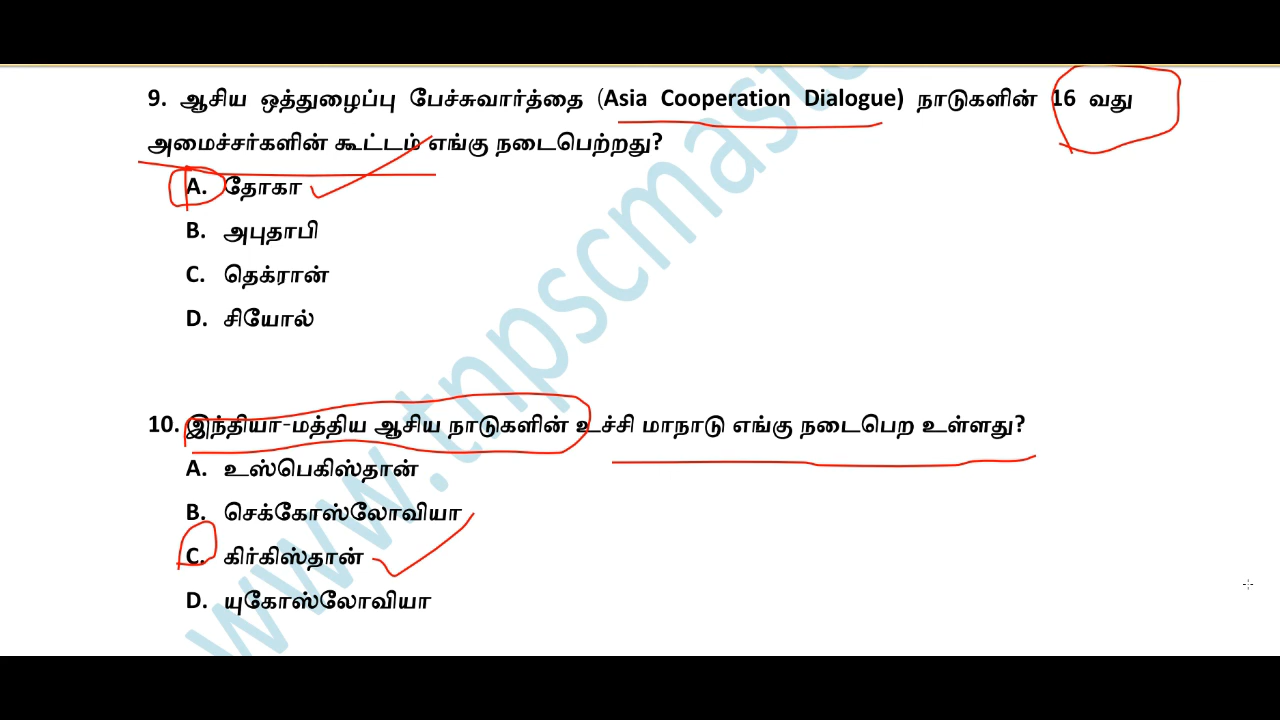 9. ஆசிய ஒத்துழைப்பு பேச்சுவார்த்தை (Asia Cooperation Dialogue) நாடுகளின் 16 வது
அமைச்சர்களின் கூட்டம் எங்கு நடைபெற்றது?
A. தோகா
B. அபுதாபி
C. தெக்ரான்
D. சியோல்
10. இந்தியா-மத்திய ஆசிய நாடுகளின் உச்சி மாநாடு எங்கு நடைபெற உள்ளது?
A. உஸ்பெகிஸ்தான்
B. செக்கோஸ்லோவியா
C. கிர்கிஸ்தான்
D. யுகோஸ்லோவியா
www.tnpscmaste